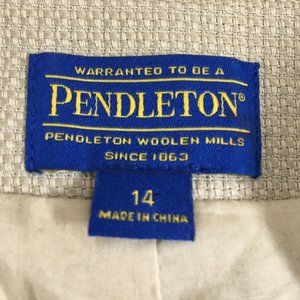 WARRANTED TO BE A
PENDLETON®
PENDLETON WOOLEN MILLS
SINCE 1863
14
MADE IN CHINA